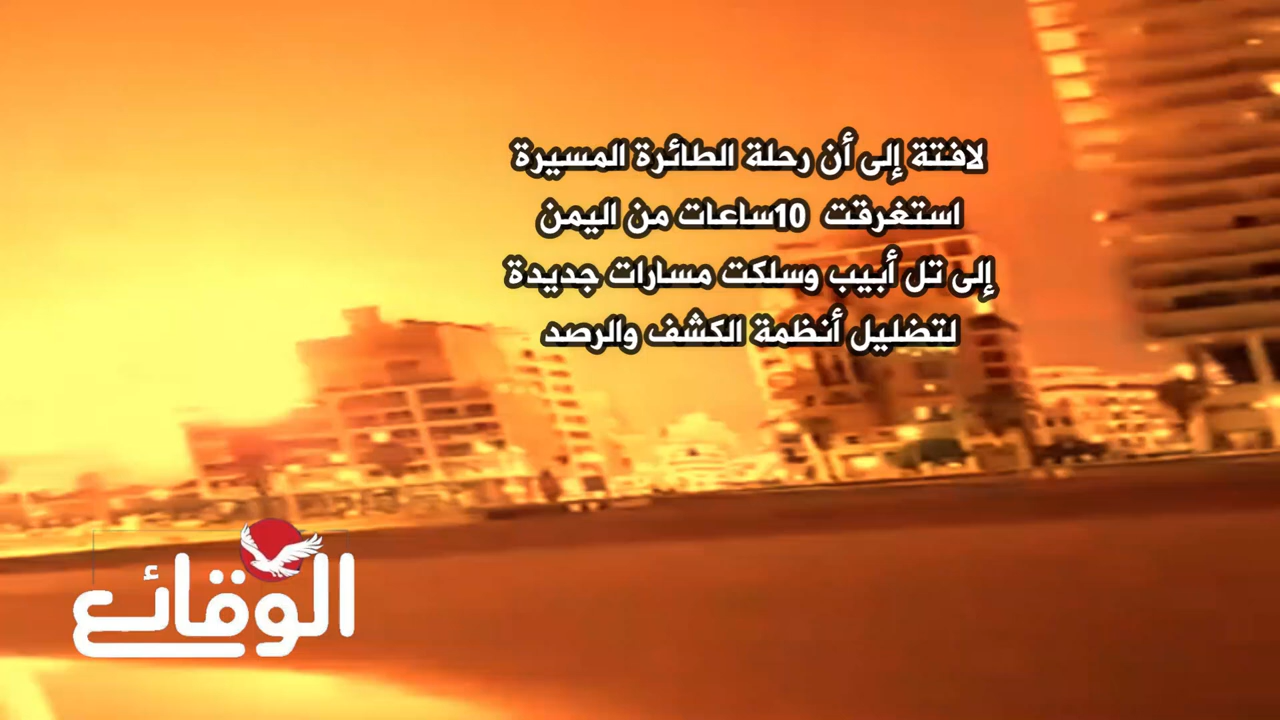 لافتة إلى أن رحلة الطائرة المسيرة
استغرقت 10ساعات من اليمن
إلى تل أبيب وسلكت مسارات جديدة
لتضليل أنظمة الكشف والرصد
الوقائع